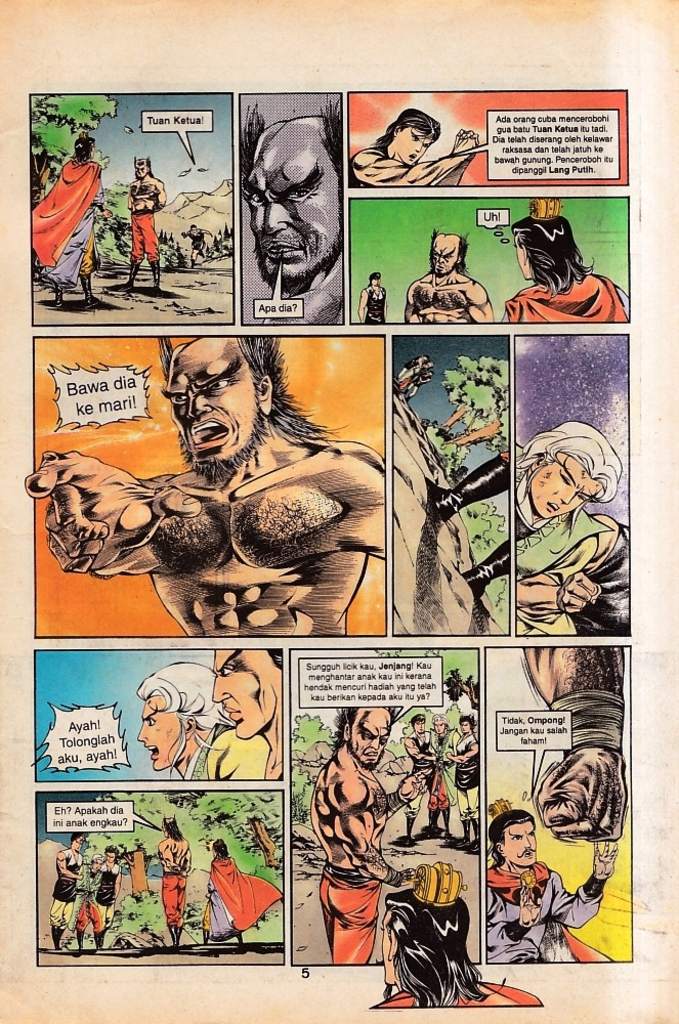 Tuan Ketua!
Apa dia?
Ada orang cuba mencerobohi
gua batu Tuan Ketua itu tadi.
Dia telah diserang oleh kelawar
raksasa dan telah jatuh ke
bawah gunung. Penceroboh itu
dipanggil Lang Putih.
Uh!
Bawa dia
ke mari!
Ayah!
Tolonglah
aku, ayah!
Eh? Apakah dia
ini anak engkau?
Sungguh licik kau, Jenjang! Kau
menghantar anak kau ini kerana
hendak mencuri hadiah yang telah
kau berikan kepada aku itu ya?
Tidak, Ompong!
Jangan kau salah
faham!
5